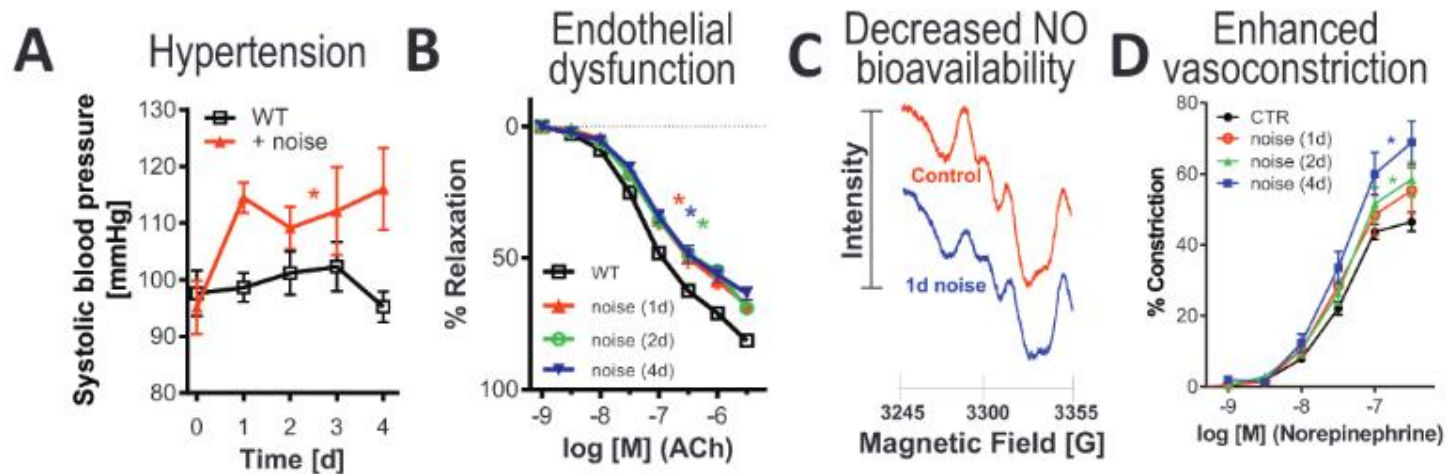 A
Hypertension
Systolic blood pressure
[mmHg]
130
120
110
100
90
80
WT
+ noise
*
0 1 2 3 4
Time [d]
B
Endothelial
dysfunction
% Relaxation
0
50
100
* * *
WT
noise (1d)
noise (2d)
noise (4d)
-9 -8 -7 -6
log [M] (ACh)
C
Decreased NO
bioavailability
Intensity
Control
1d noise
3245 3300 3355
Magnetic Field [G]
D
Enhanced
vasoconstriction
% Constriction
80
60
40
20
0
CTR
noise (1d)
noise (2d)
noise (4d)
*
*
-9 -8 -7
log [M] (Norepinephrine)